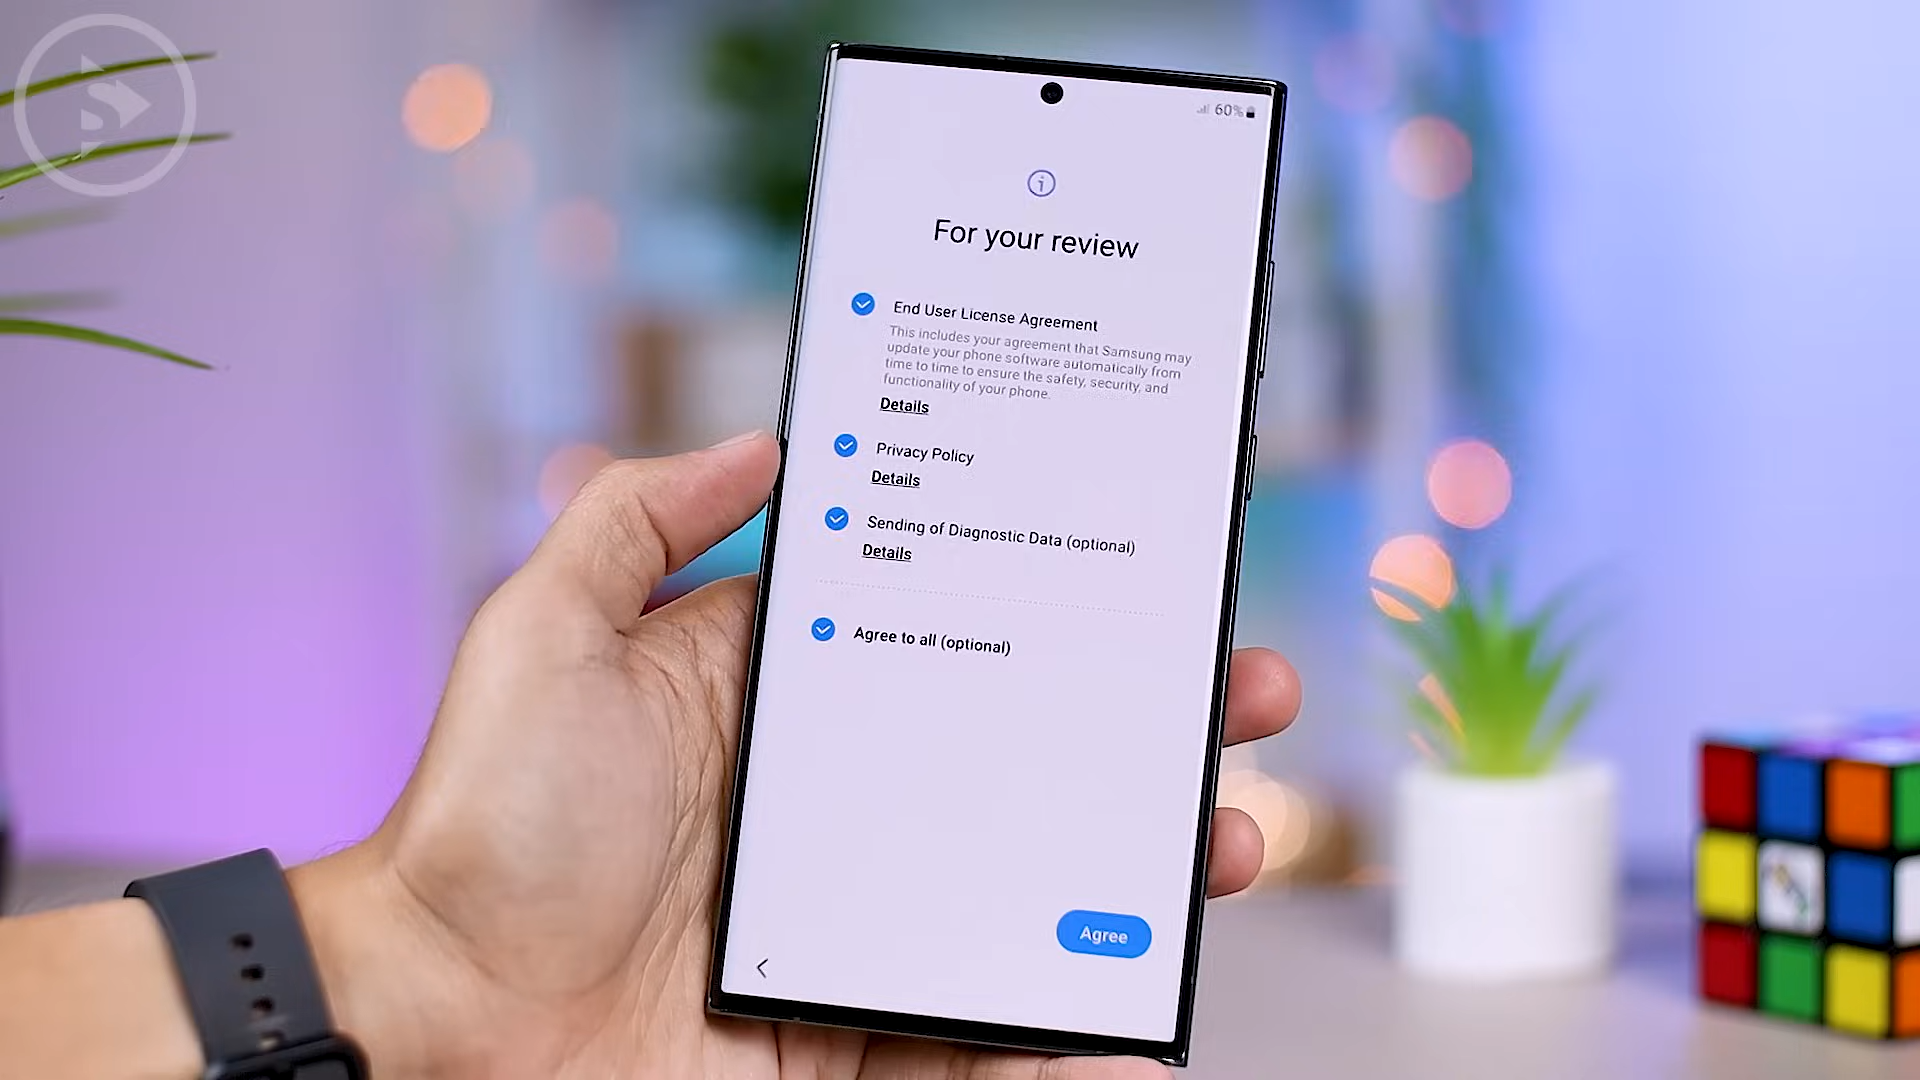 S
60%
For your review
End User License Agreement
This includes your agreement that Samsung may
update your phone software automatically from
time to time to ensure the safety, security, and
functionality of your phone.
Details
Privacy Policy
Details
Sending of Diagnostic Data (optional)
Details
Agree to all (optional)
Agree